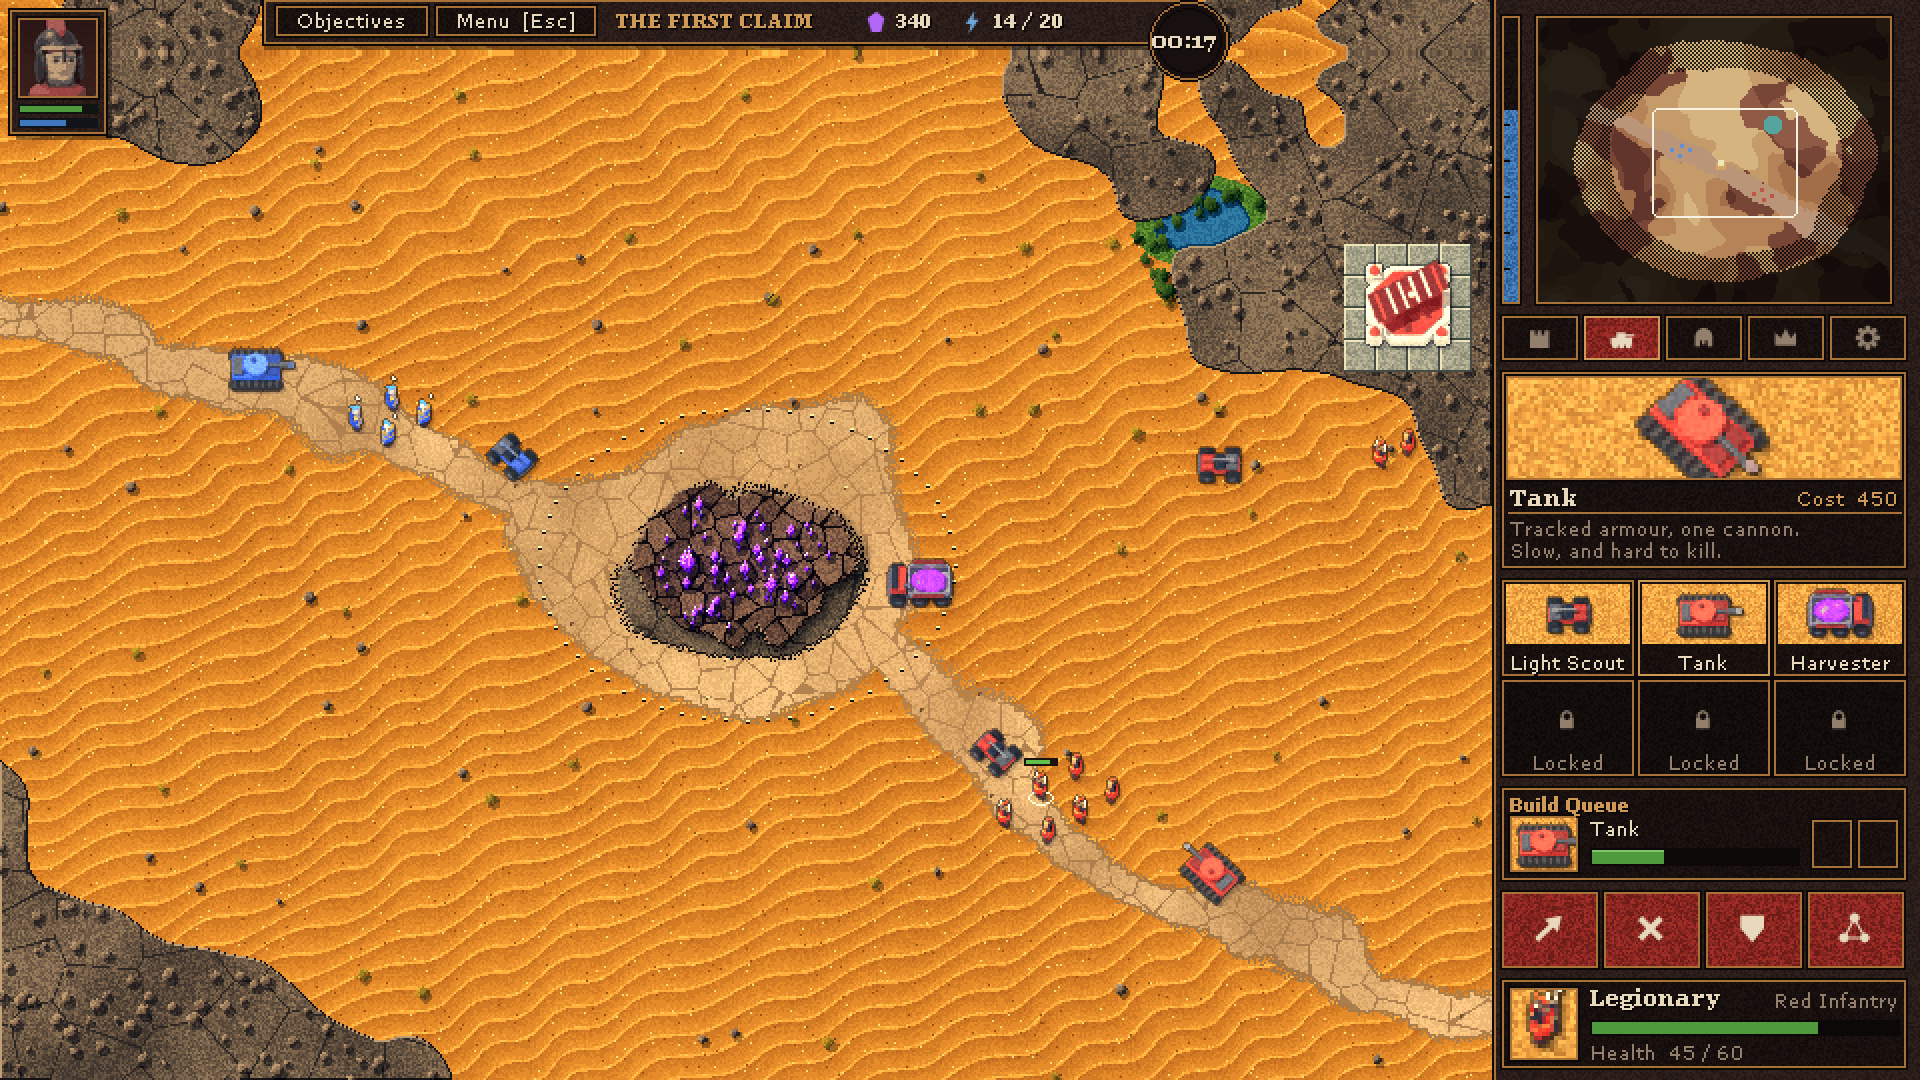 Objectives
Menu [Esc]
THE FIRST CLAIM
340
14 / 20
00:17
Tank
Cost 450
Tracked armour, one cannon.
Slow, and hard to kill.
Light Scout
Tank
Harvester
Locked
Locked
Locked
Build Queue
Tank
Legionary
Red Infantry
Health 45 / 60